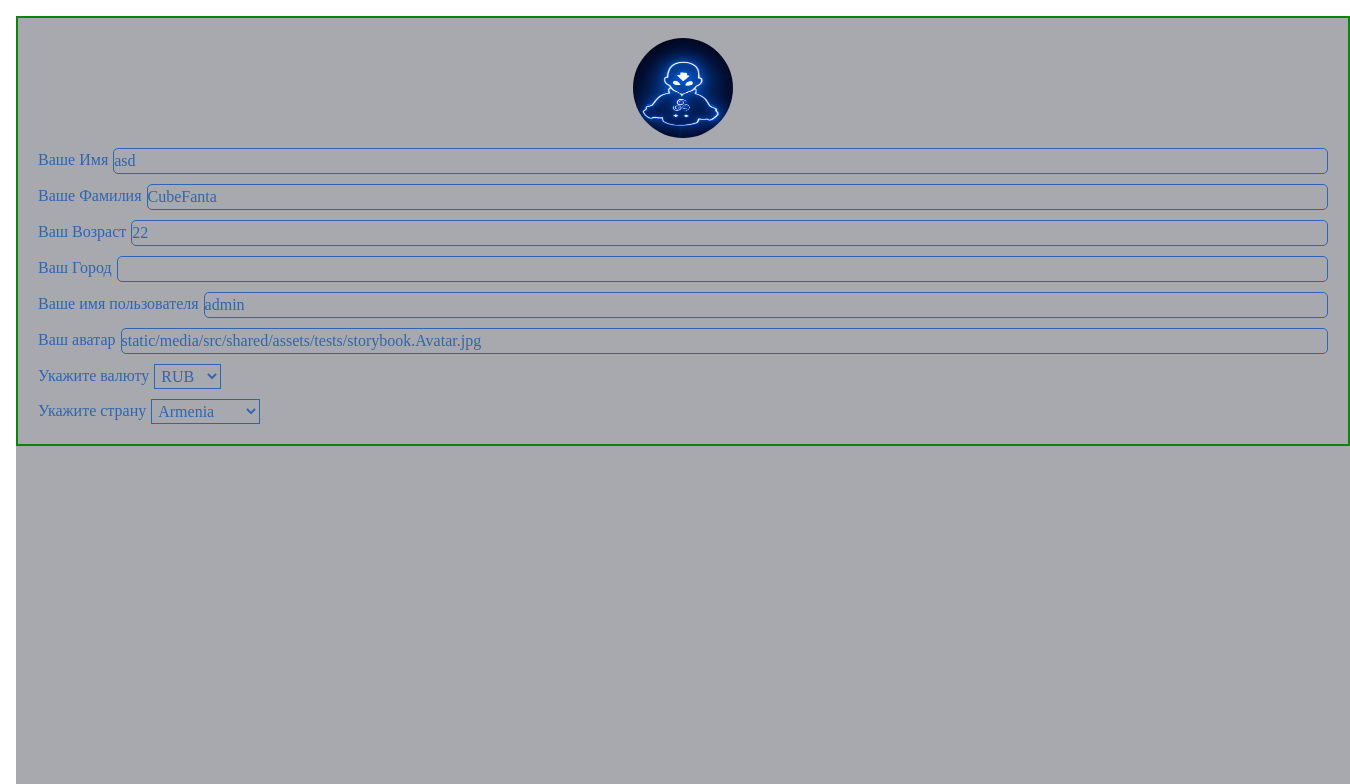 Ваше Имя asd
Ваше Фамилия CubeFanta
Ваш Возраст 22
Ваш Город
Ваше имя пользователя admin
Ваш аватар static/media/src/shared/assets/tests/storybook.Avatar.jpg
Укажите валюту RUB
Укажите страну Armenia